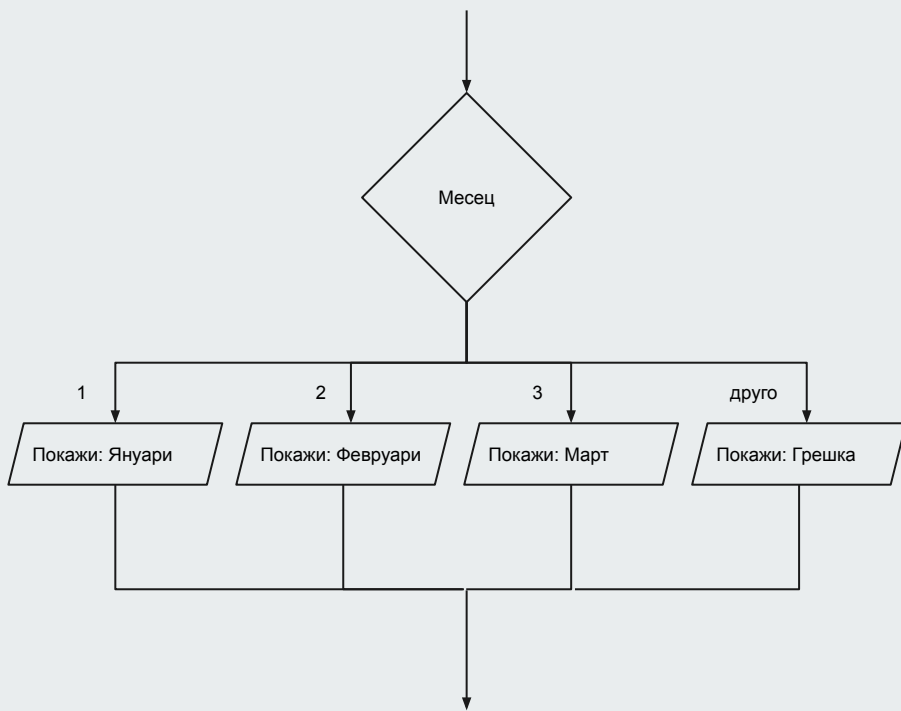 Месец
1
2
3
друго
Покажи: Януари
Покажи: Февруари
Покажи: Март
Покажи: Грешка